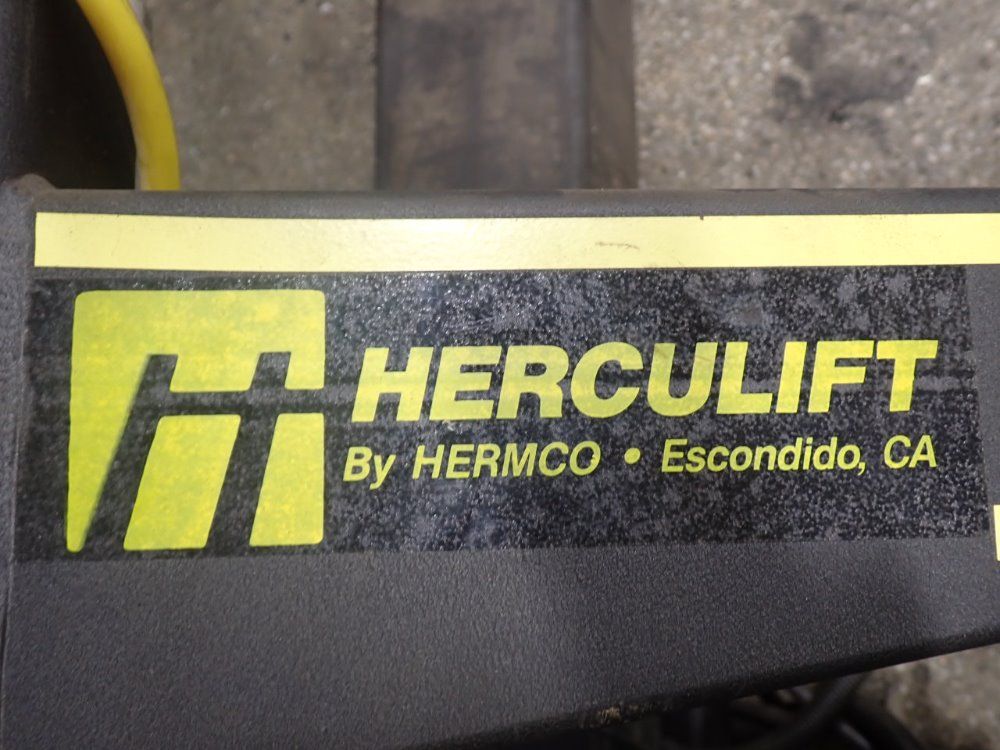 HERCULIFT
By HERMCO • Escondido, CA